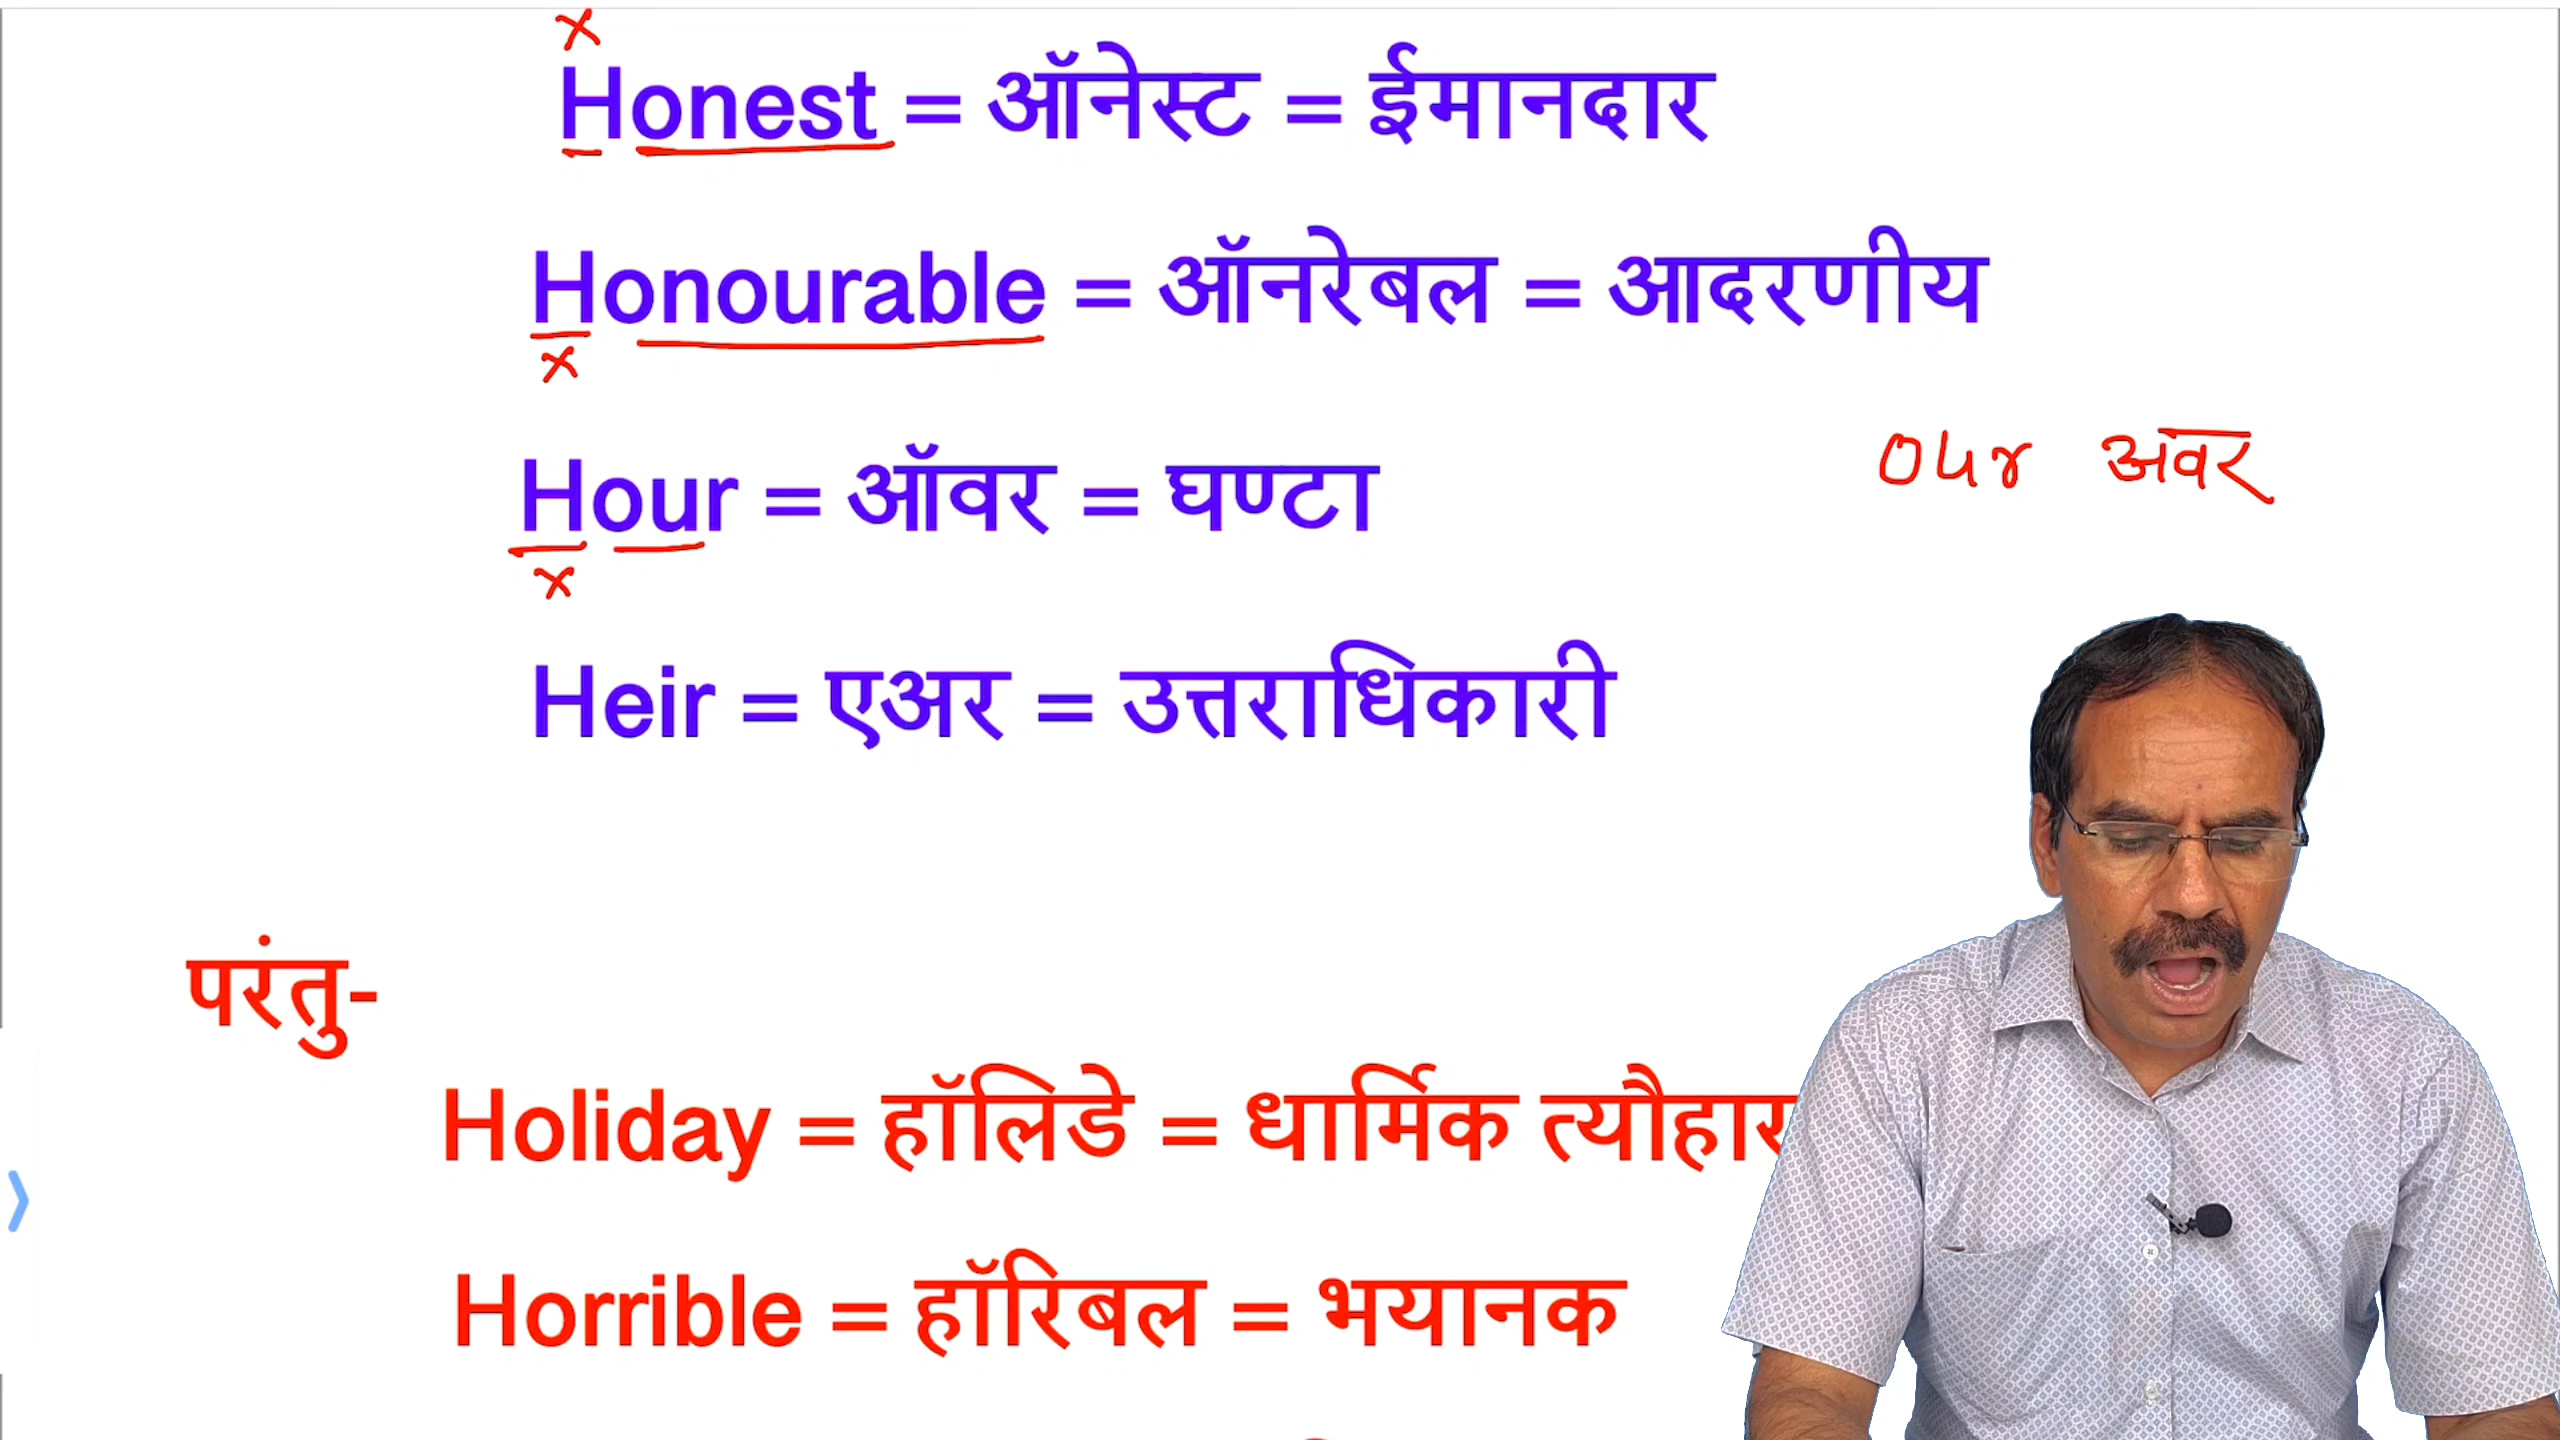 Honest = ऑनेस्ट = ईमानदार
Honourable = ऑनरेबल = आदरणीय
Hour = ऑवर = घण्टा
our अवर
Heir = एअर = उत्तराधिकारी
परंतु-
Holiday = हॉलिडे = धार्मिक त्यौहार
Horrible = हॉरिबल = भयानक